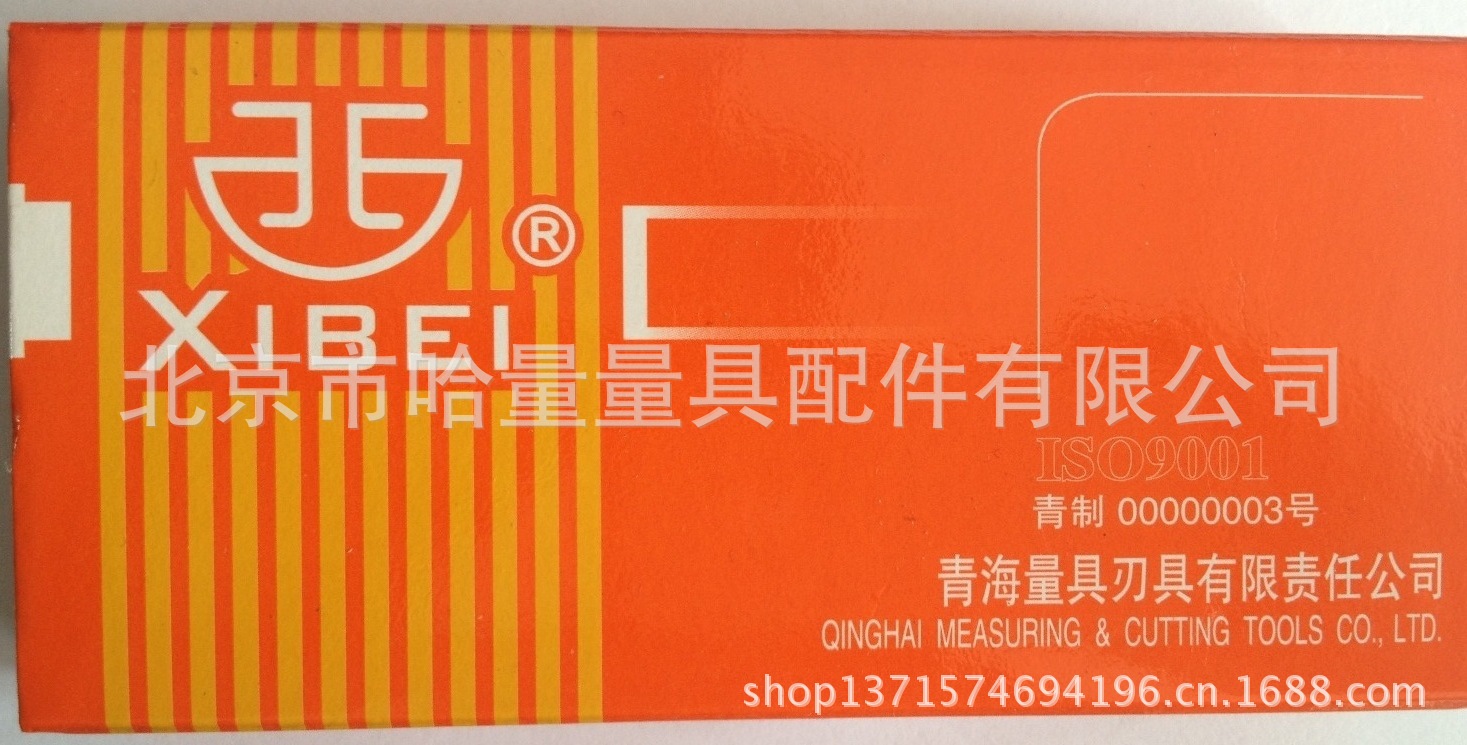 ®
XIBEI
北京市哈量量具配件有限公司
ISO9001
青制 00000003号
青海量具刃具有限责任公司
QINGHAI MEASURING & CUTTING TOOLS CO., LTD.
shop1371574694196.cn.1688.com